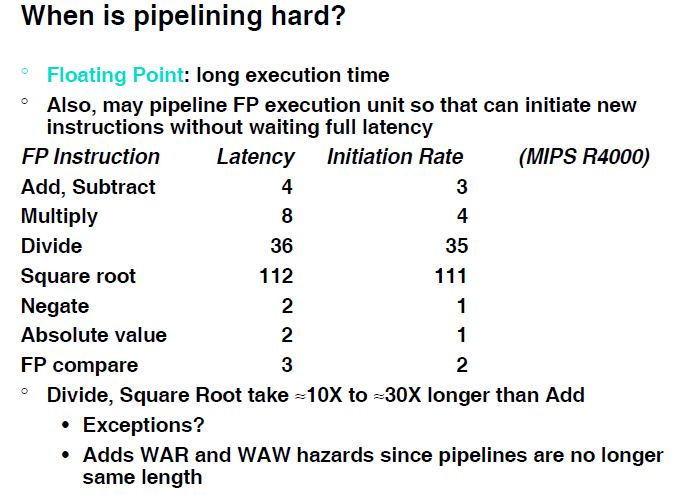 When is pipelining hard?
° Floating Point: long execution time
° Also, may pipeline FP execution unit so that can initiate new
instructions without waiting full latency
FP Instruction Latency Initiation Rate (MIPS R4000)
Add, Subtract 4 3
Multiply 8 4
Divide 36 35
Square root 112 111
Negate 2 1
Absolute value 2 1
FP compare 3 2
° Divide, Square Root take ≈10X to ≈30X longer than Add
• Exceptions?
• Adds WAR and WAW hazards since pipelines are no longer
same length